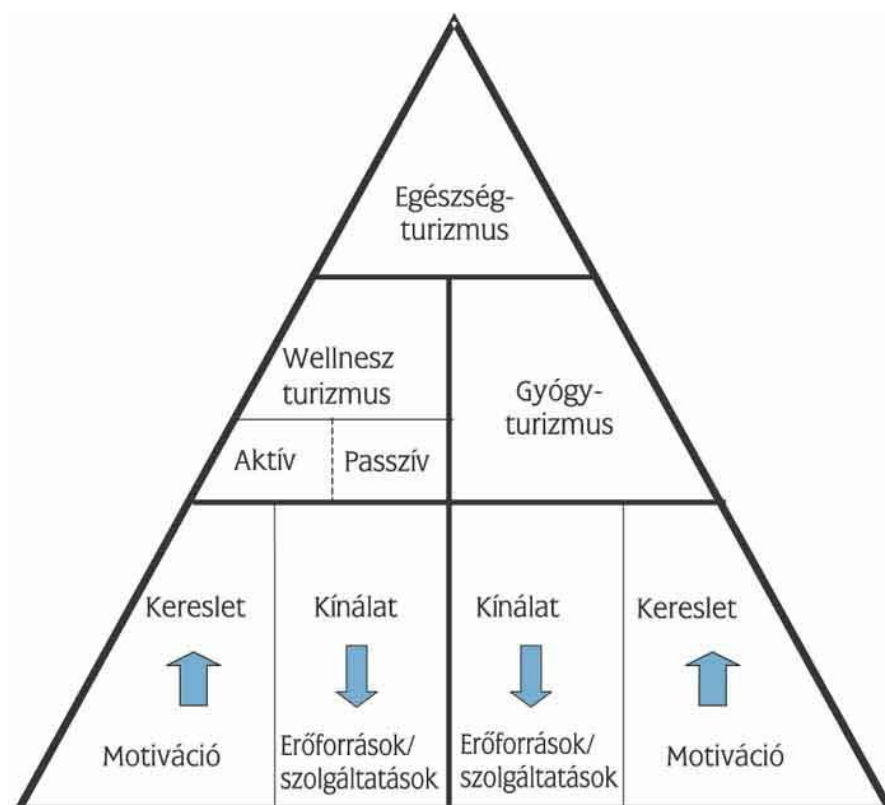 Egészség-
turizmus
Wellnesz
turizmus
Gyógy-
turizmus
Aktív
Passzív
Kereslet
Kínálat
Kínálat
Kereslet
Motiváció
Erőforrások/
szolgáltatások
Erőforrások/
szolgáltatások
Motiváció